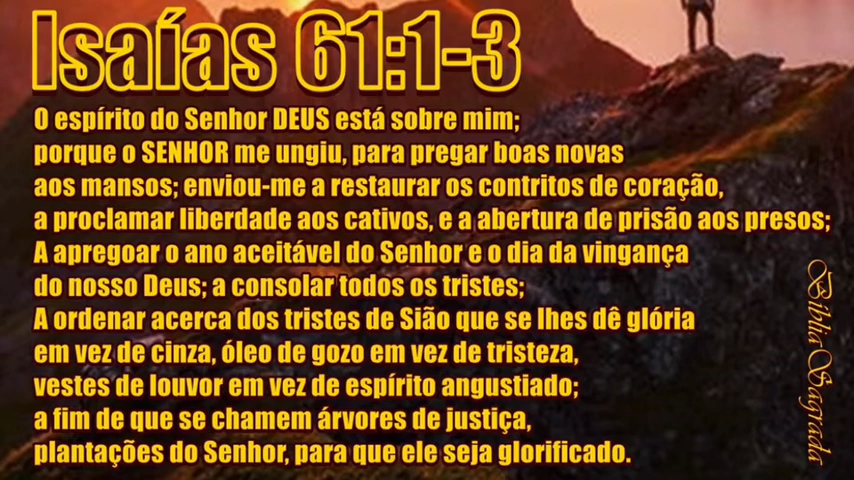 Isaías 61:1-3
O espírito do Senhor DEUS está sobre mim;
porque o SENHOR me ungiu, para pregar boas novas
aos mansos; enviou-me a restaurar os contritos de coração,
a proclamar liberdade aos cativos, e a abertura de prisão aos presos;
A apregoar o ano aceitável do Senhor e o dia da vingança
do nosso Deus; a consolar todos os tristes;
A ordenar acerca dos tristes de Sião que se lhes dê glória
em vez de cinza, óleo de gozo em vez de tristeza,
vestes de louvor em vez de espírito angustiado;
a fim de que se chamem árvores de justiça,
plantações do Senhor, para que ele seja glorificado.
Bíblia Sagrada